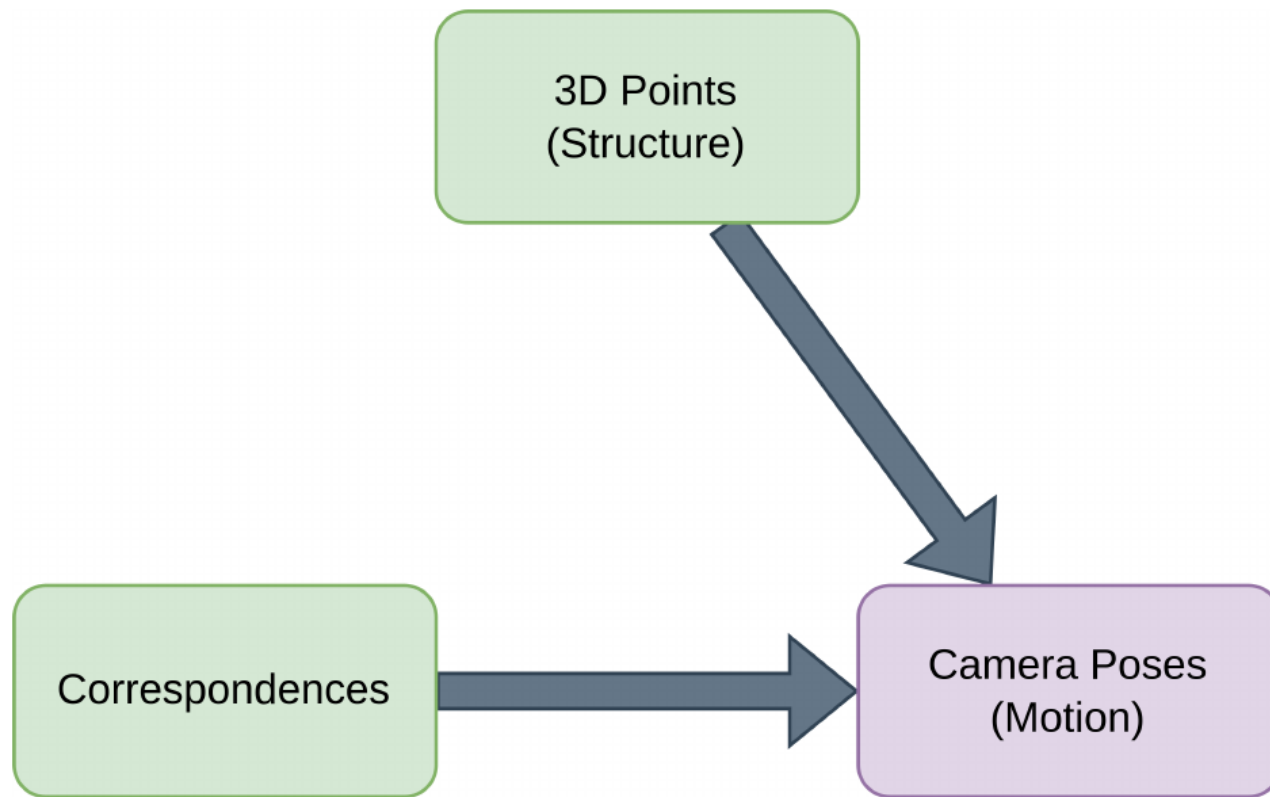 3D Points
(Structure)
Correspondences
Camera Poses
(Motion)